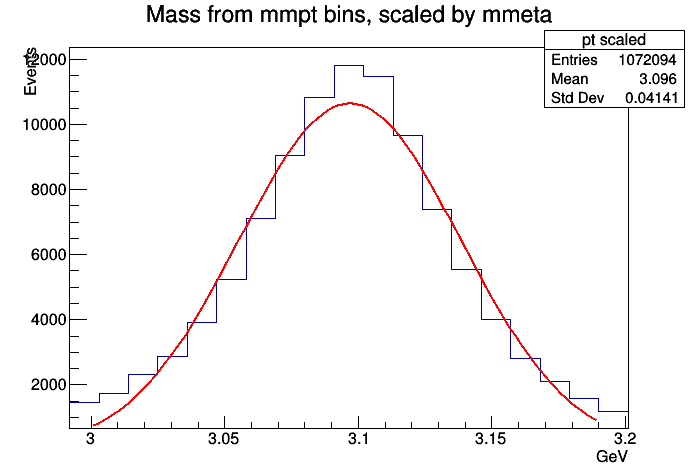 Mass from mmpt bins, scaled by mmeta
pt scaled
Entries 1072094
Mean 3.096
Std Dev 0.04141
Events
12000
10000
8000
6000
4000
2000
3 3.05 3.1 3.15 3.2
GeV